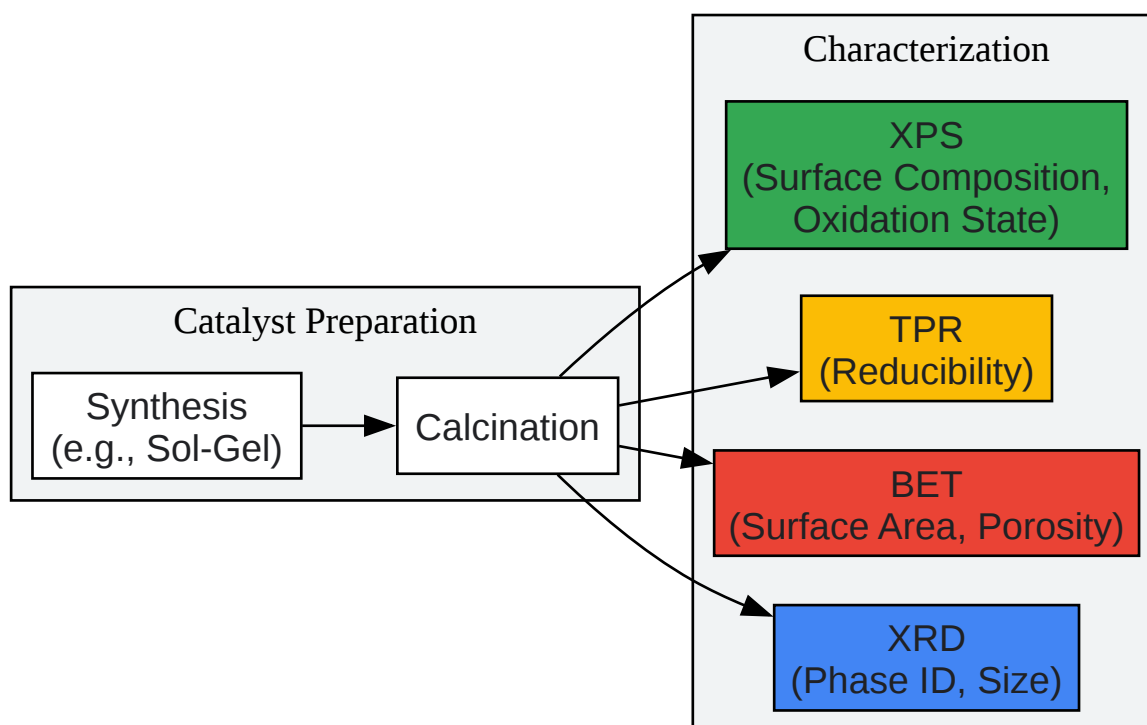 Catalyst Preparation
Synthesis
(e.g., Sol-Gel)
Calcination
Characterization
XPS
(Surface Composition,
Oxidation State)
TPR
(Reducibility)
BET
(Surface Area, Porosity)
XRD
(Phase ID, Size)